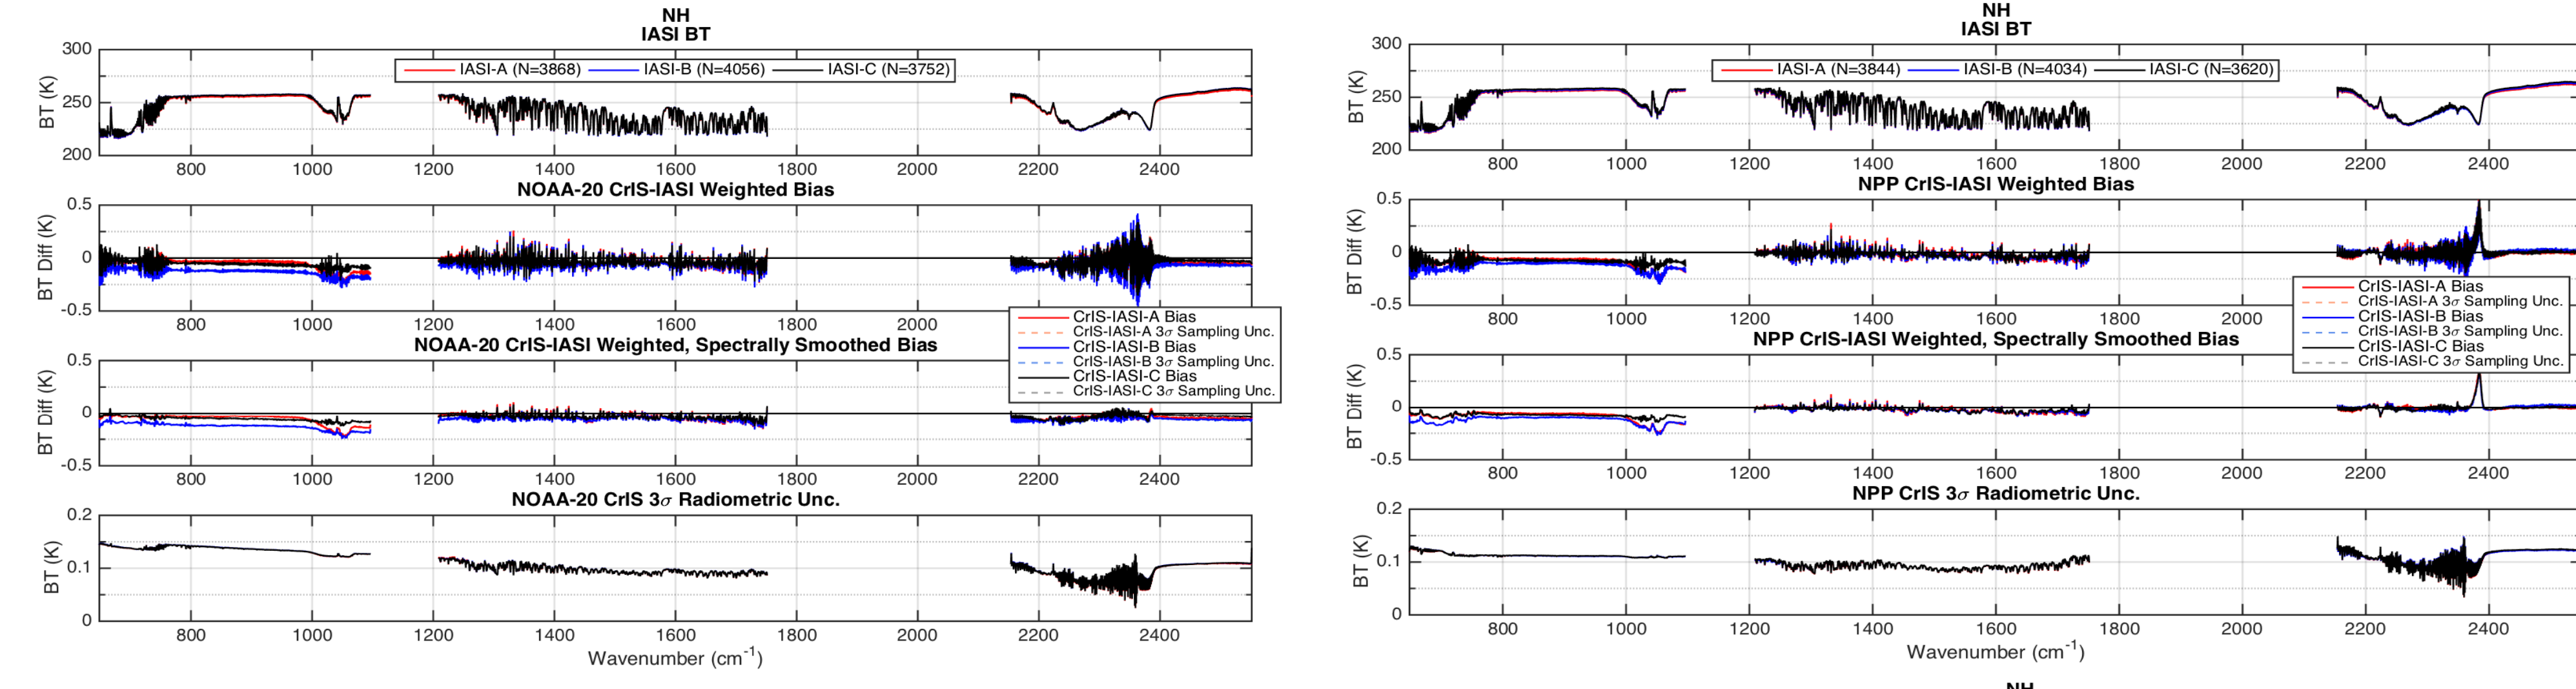 NH
IASI BT
300
250
200
BT (K)
IASI-A (N=3868) IASI-B (N=4056) IASI-C (N=3752)
800 1000 1200 1400 1600 1800 2000 2200 2400
NOAA-20 CrIS-IASI Weighted Bias
0.5
0
-0.5
BT Diff (K)
800 1000 1200 1400 1600 1800 2000 2200 2400
CrIS-IASI-A Bias
CrIS-IASI-A 3σ Sampling Unc.
CrIS-IASI-B Bias
CrIS-IASI-B 3σ Sampling Unc.
CrIS-IASI-C Bias
CrIS-IASI-C 3σ Sampling Unc.
NOAA-20 CrIS-IASI Weighted, Spectrally Smoothed Bias
0.5
0
-0.5
BT Diff (K)
800 1000 1200 1400 1600 1800 2000 2200 2400
NOAA-20 CrIS 3σ Radiometric Unc.
0.2
0.1
0
BT (K)
800 1000 1200 1400 1600 1800 2000 2200 2400
Wavenumber (cm⁻¹)
NH
IASI BT
300
250
200
BT (K)
IASI-A (N=3844) IASI-B (N=4034) IASI-C (N=3620)
800 1000 1200 1400 1600 1800 2000 2200 2400
NPP CrIS-IASI Weighted Bias
0.5
0
-0.5
BT Diff (K)
800 1000 1200 1400 1600 1800 2000 2200 2400
CrIS-IASI-A Bias
CrIS-IASI-A 3σ Sampling Unc.
CrIS-IASI-B Bias
CrIS-IASI-B 3σ Sampling Unc.
CrIS-IASI-C Bias
CrIS-IASI-C 3σ Sampling Unc.
NPP CrIS-IASI Weighted, Spectrally Smoothed Bias
0.5
0
-0.5
BT Diff (K)
800 1000 1200 1400 1600 1800 2000 2200 2400
NPP CrIS 3σ Radiometric Unc.
0.2
0.1
0
BT (K)
800 1000 1200 1400 1600 1800 2000 2200 2400
Wavenumber (cm⁻¹)
NH